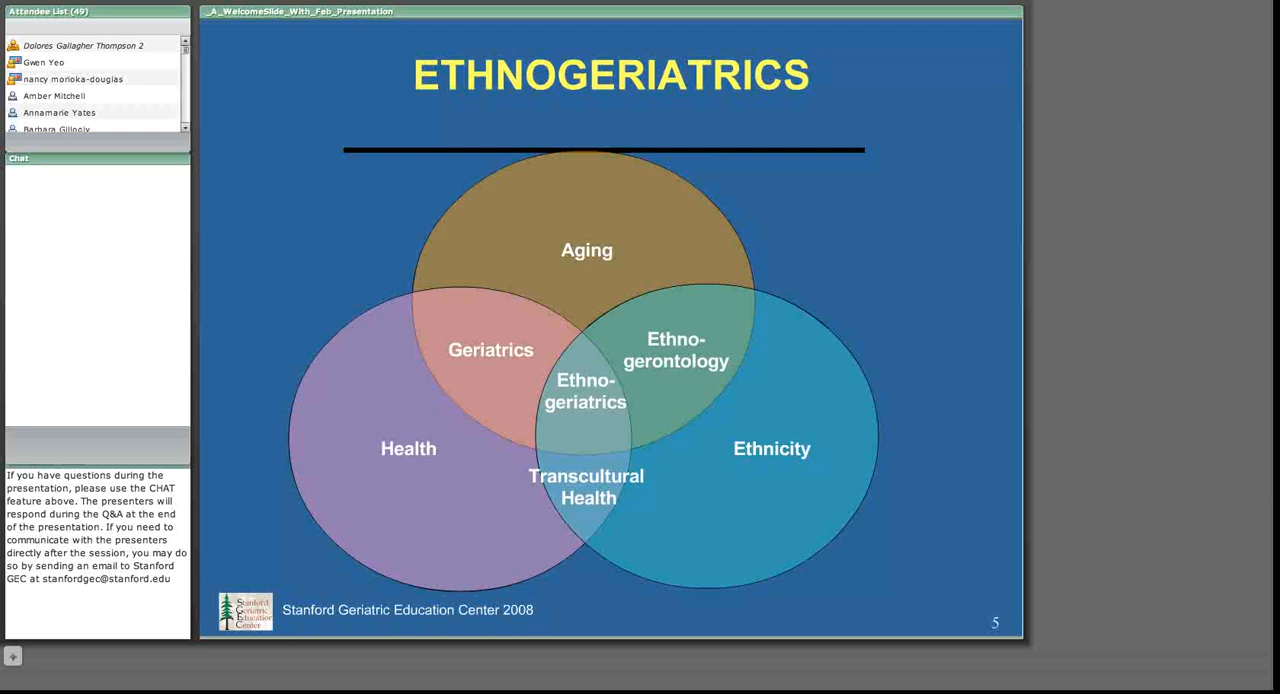 Attendee List (49)
Dolores Gallagher Thompson 2
Gwen Yeo
nancy morioka-douglas
Amber Mitchell
Annamarie Yates
Barbara Gillogly
Chat
If you have questions during the
presentation, please use the CHAT
feature above. The presenters will
respond during the Q&A at the end
of the presentation. If you need to
communicate with the presenters
directly after the session, you may do
so by sending an email to Stanford
GEC at stanfordgec@stanford.edu
_A_WelcomeSlide_With_Feb_Presentation
ETHNOGERIATRICS
Aging
Geriatrics
Ethno-
gerontology
Ethno-
geriatrics
Health
Ethnicity
Transcultural
Health
Stanford
Geriatric
Education
Center
Stanford Geriatric Education Center 2008
5